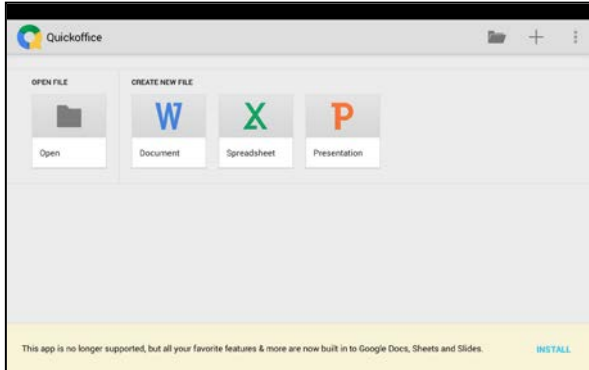 Quickoffice
OPEN FILE
CREATE NEW FILE
W
X
P
Open
Document
Spreadsheet
Presentation
This app is no longer supported, but all your favorite features & more are now built in to Google Docs, Sheets and Slides.
INSTALL